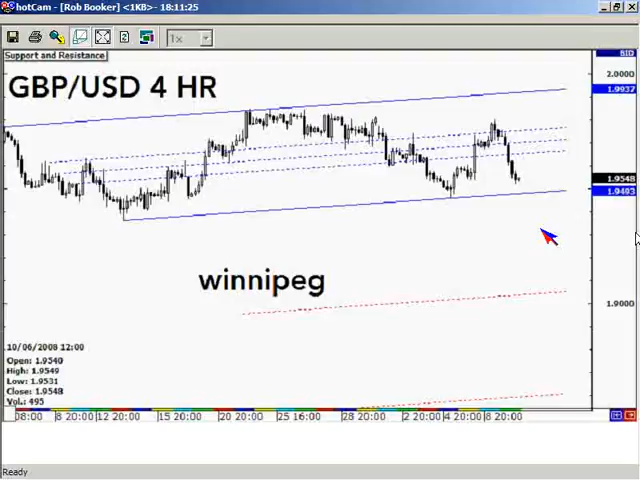 hotCam - [Rob Booker] <1KB>- 18:11:25
2
1x
Support and Resistance
BID
GBP/USD 4 HR
2.0000
1.9937
1.9548
1.9493
winnipeg
1.9000
10/06/2008 12:00
Open: 1.9540
High: 1.9549
Low: 1.9531
Close: 1.9548
Vol.: 495
08:00 8 20:00 12 20:00 15 20:00 20 20:00 25 16:00 28 20:00 2 20:00 4 20:00 8 20:00
Ready